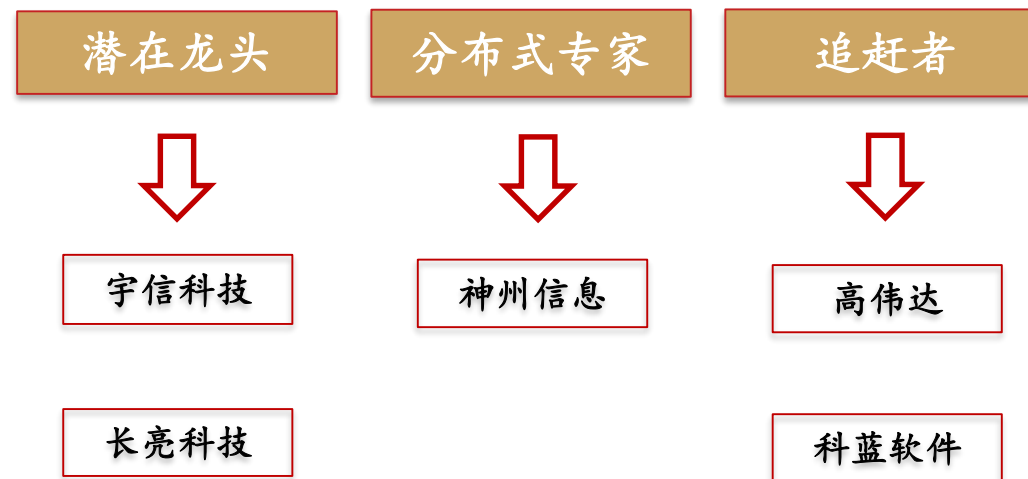 潜在龙头
分布式专家
追赶者
宇信科技
神州信息
高伟达
长亮科技
科蓝软件